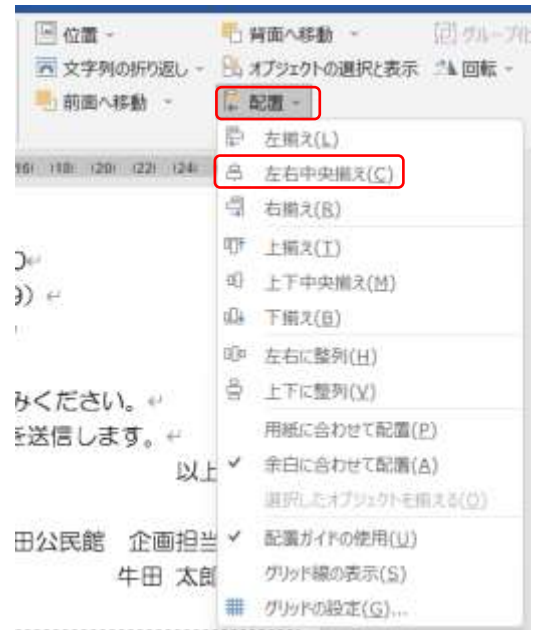 位置
背面へ移動
グループ化
文字列の折り返し
オブジェクトの選択と表示
回転
前面へ移動
配置
左揃え(L)
16| |18| |20| |22| |24|
左右中央揃え(C)
右揃え(R)
上揃え(T)
9)
上下中央揃え(M)
下揃え(B)
左右に整列(H)
みください。
上下に整列(V)
を送信します。
用紙に合わせて配置(P)
以上
余白に合わせて配置(A)
選択したオブジェクトを揃える(O)
田公民館 企画担当
配置ガイドの使用(U)
牛田 太郎
グリッド線の表示(S)
グリッドの設定(G)...